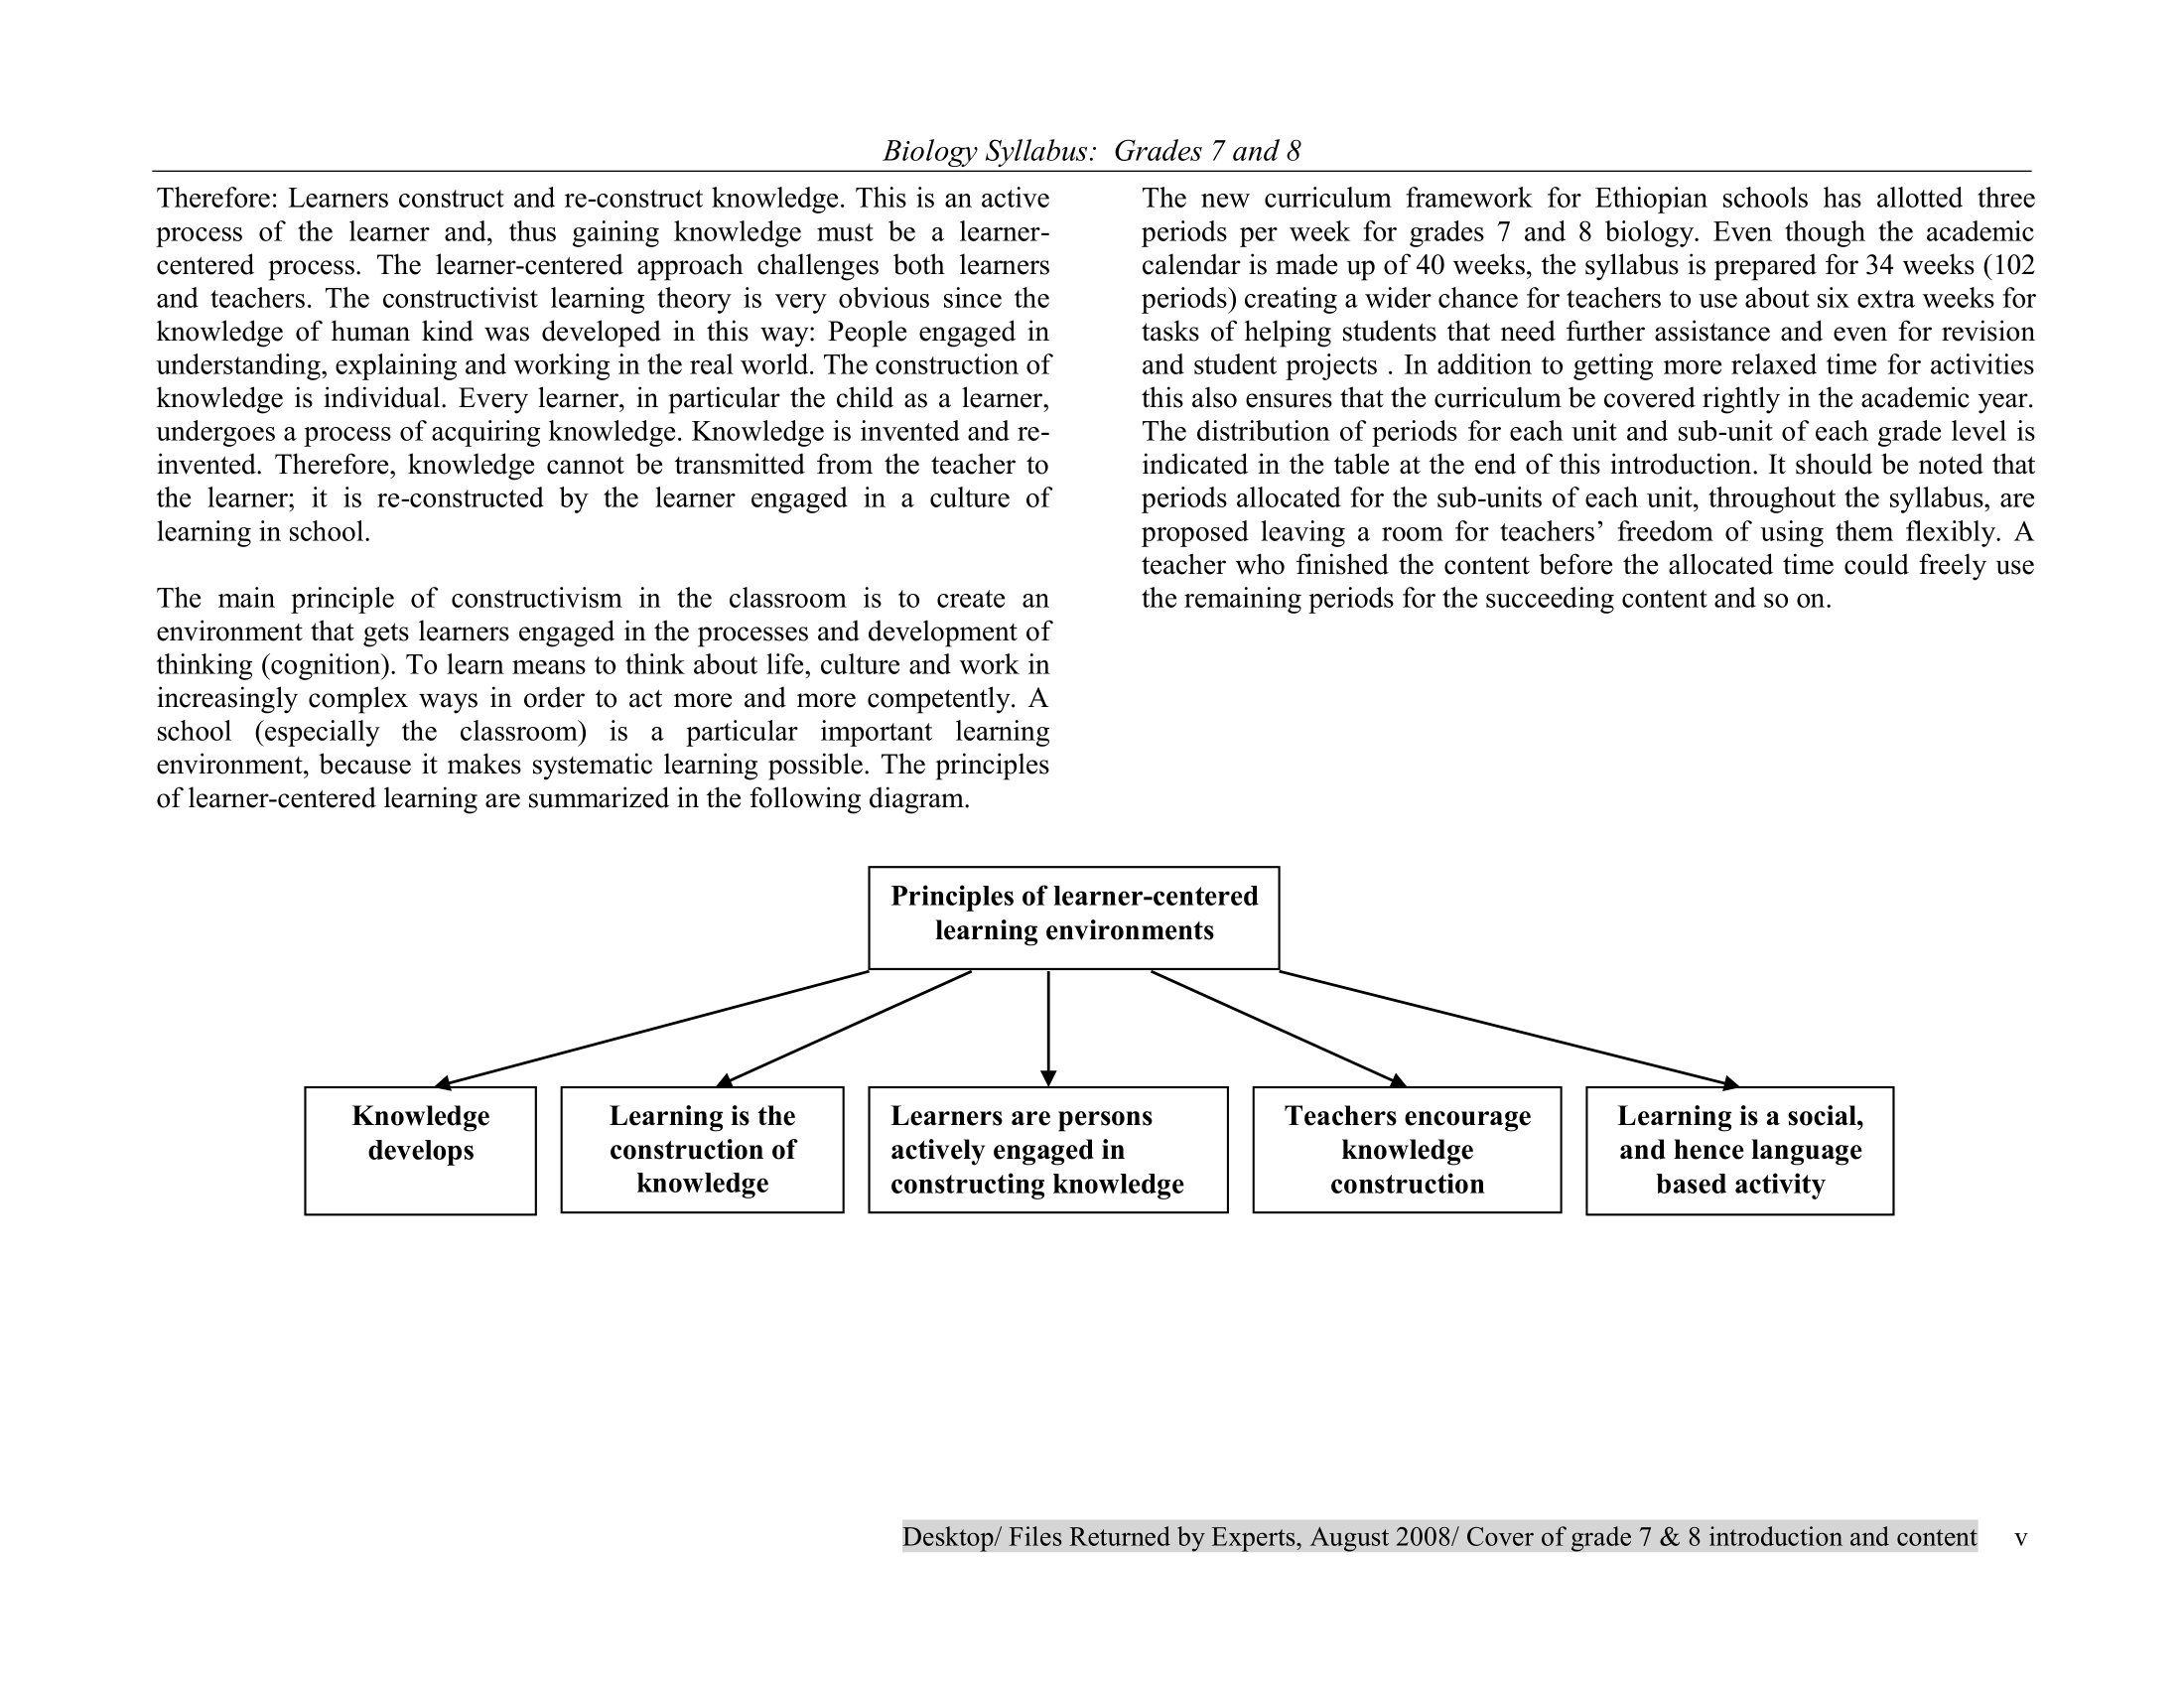 Biology Syllabus: Grades 7 and 8
Therefore: Learners construct and re-construct knowledge. This is an active
process of the learner and, thus gaining knowledge must be a learner-
centered process. The learner-centered approach challenges both learners
and teachers. The constructivist learning theory is very obvious since the
knowledge of human kind was developed in this way: People engaged in
understanding, explaining and working in the real world. The construction of
knowledge is individual. Every learner, in particular the child as a learner,
undergoes a process of acquiring knowledge. Knowledge is invented and re-
invented. Therefore, knowledge cannot be transmitted from the teacher to
the learner; it is re-constructed by the learner engaged in a culture of
learning in school.
The main principle of constructivism in the classroom is to create an
environment that gets learners engaged in the processes and development of
thinking (cognition). To learn means to think about life, culture and work in
increasingly complex ways in order to act more and more competently. A
school (especially the classroom) is a particular important learning
environment, because it makes systematic learning possible. The principles
of learner-centered learning are summarized in the following diagram.
The new curriculum framework for Ethiopian schools has allotted three
periods per week for grades 7 and 8 biology. Even though the academic
calendar is made up of 40 weeks, the syllabus is prepared for 34 weeks (102
periods) creating a wider chance for teachers to use about six extra weeks for
tasks of helping students that need further assistance and even for revision
and student projects . In addition to getting more relaxed time for activities
this also ensures that the curriculum be covered rightly in the academic year.
The distribution of periods for each unit and sub-unit of each grade level is
indicated in the table at the end of this introduction. It should be noted that
periods allocated for the sub-units of each unit, throughout the syllabus, are
proposed leaving a room for teachers’ freedom of using them flexibly. A
teacher who finished the content before the allocated time could freely use
the remaining periods for the succeeding content and so on.
Principles of learner-centered
learning environments
Knowledge
develops
Learning is the
construction of
knowledge
Learners are persons
actively engaged in
constructing knowledge
Teachers encourage
knowledge
construction
Learning is a social,
and hence language
based activity
Desktop/ Files Returned by Experts, August 2008/ Cover of grade 7 & 8 introduction and content v